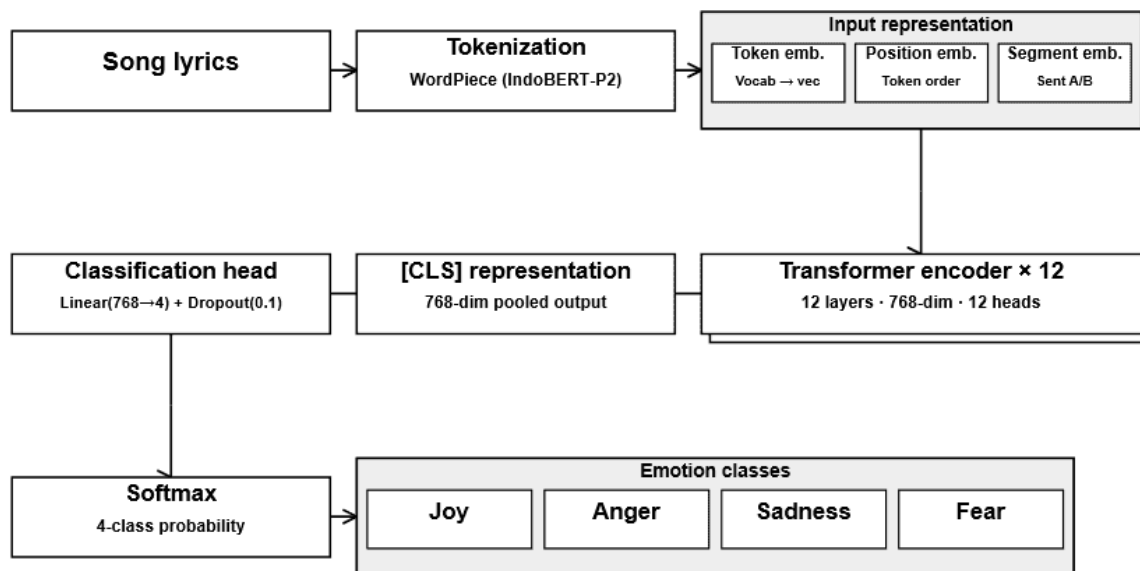 Song lyrics
Tokenization
WordPiece (IndoBERT-P2)
Input representation
Token emb.
Vocab → vec
Position emb.
Token order
Segment emb.
Sent A/B
Classification head
Linear(768→4) + Dropout(0.1)
[CLS] representation
768-dim pooled output
Transformer encoder × 12
12 layers · 768-dim · 12 heads
Softmax
4-class probability
Emotion classes
Joy
Anger
Sadness
Fear